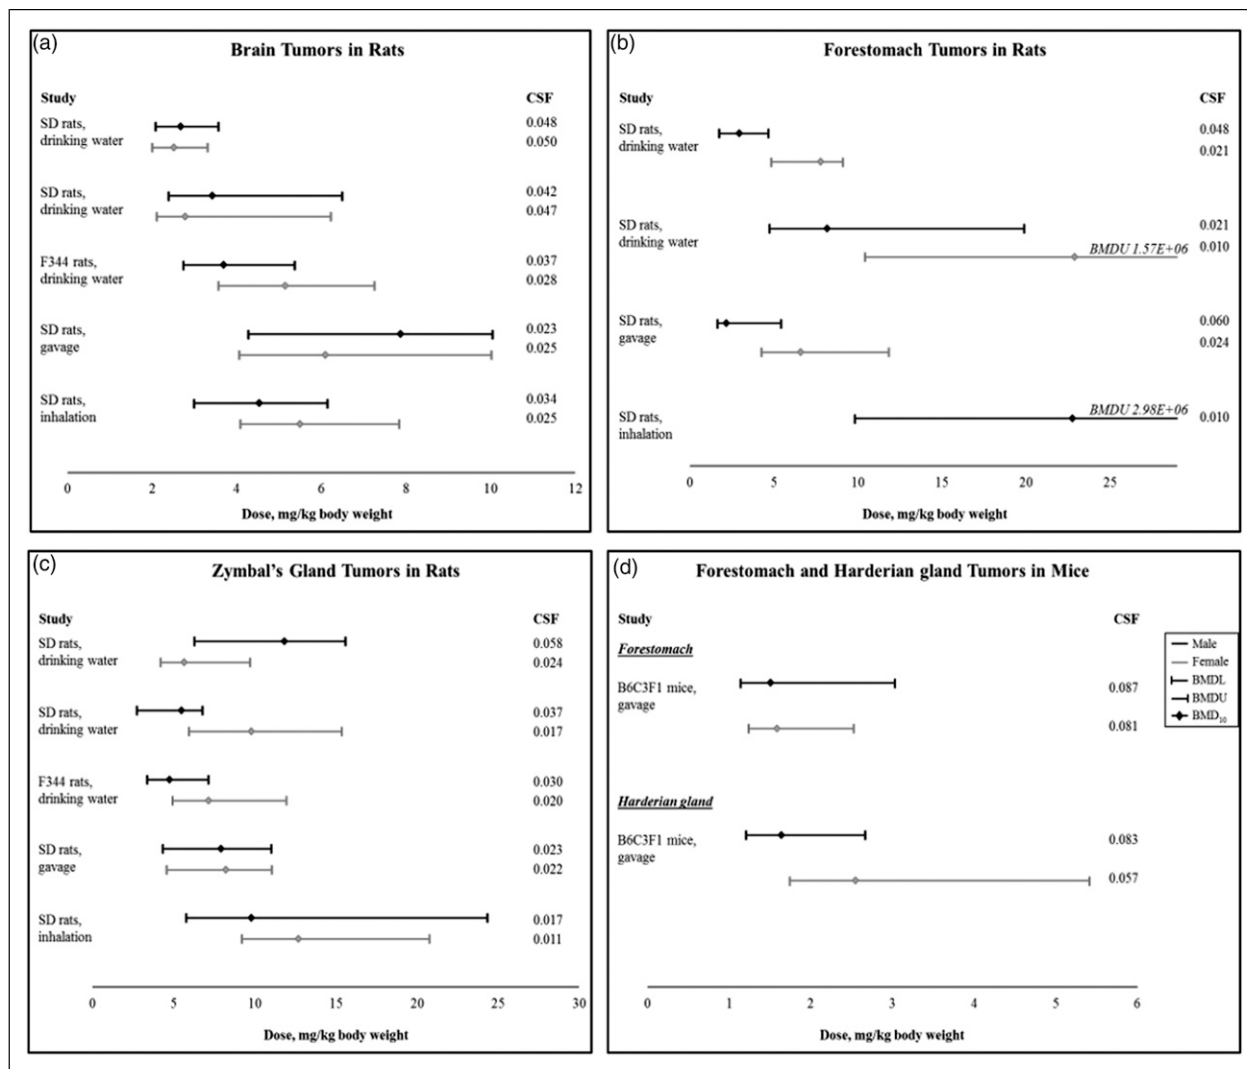 (a)
Brain Tumors in Rats
Study CSF
SD rats, 0.048
drinking water 0.050
SD rats, 0.042
drinking water 0.047
F344 rats, 0.037
drinking water 0.028
SD rats, 0.023
gavage 0.025
SD rats, 0.034
inhalation 0.025
0 2 4 6 8 10 12
Dose, mg/kg body weight
(b)
Forestomach Tumors in Rats
Study CSF
SD rats, 0.048
drinking water 0.021
SD rats, 0.021
drinking water BMDU 1.57E+06 0.010
SD rats, 0.060
gavage 0.024
SD rats, BMDU 2.98E+06 0.010
inhalation
0 5 10 15 20 25
Dose, mg/kg body weight
(c)
Zymbal's Gland Tumors in Rats
Study CSF
SD rats, 0.058
drinking water 0.024
SD rats, 0.037
drinking water 0.017
F344 rats, 0.030
drinking water 0.020
SD rats, 0.023
gavage 0.022
SD rats, 0.017
inhalation 0.011
0 5 10 15 20 25 30
Dose, mg/kg body weight
(d)
Forestomach and Harderian gland Tumors in Mice
Study CSF
Forestomach
B6C3F1 mice, 0.087
gavage
0.081
Harderian gland
B6C3F1 mice, 0.083
gavage
0.057
0 1 2 3 4 5 6
Dose, mg/kg body weight
Male
Female
BMDL
BMDU
BMD10